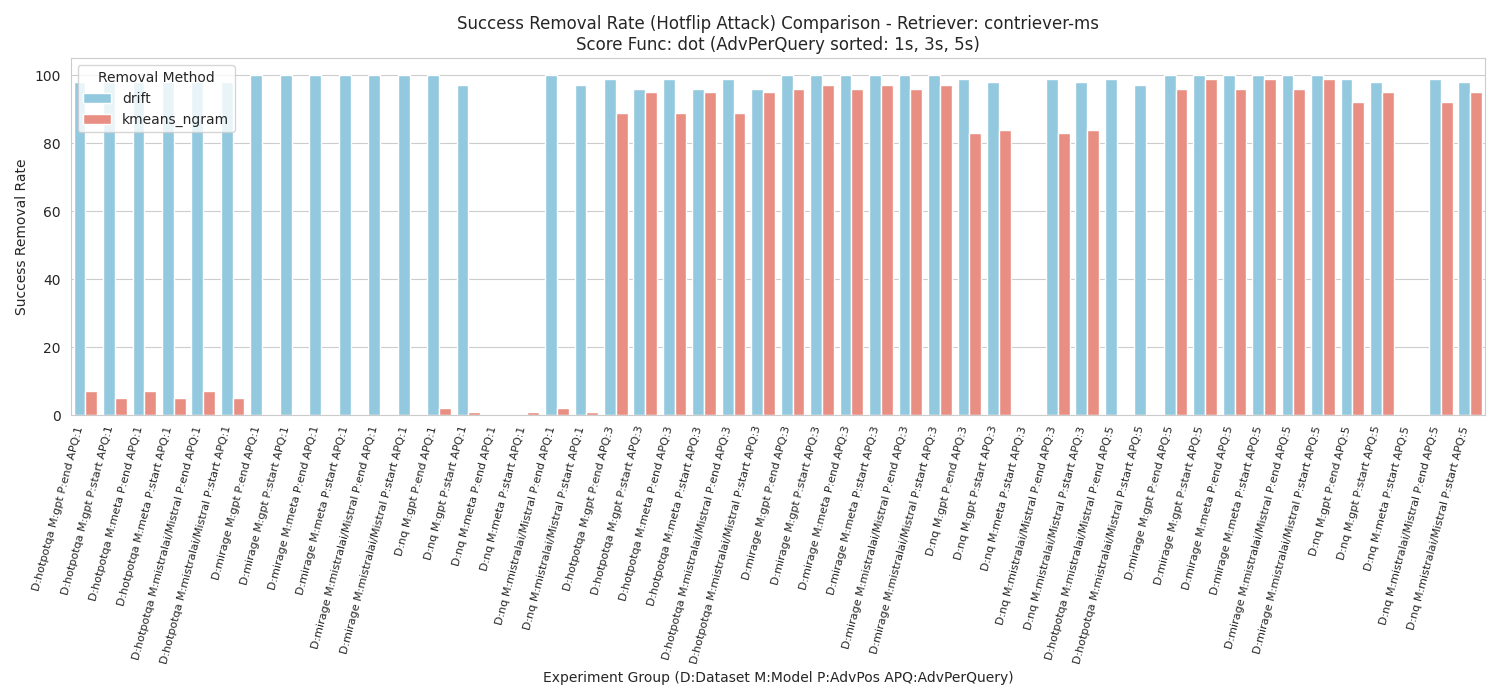 Success Removal Rate (Hotflip Attack) Comparison - Retriever: contriever-ms
Score Func: dot (AdvPerQuery sorted: 1s, 3s, 5s)
Removal Method
drift
kmeans_ngram
Success Removal Rate
100
80
60
40
20
0
D:hotpotqa M:gpt P:end APQ:1
D:hotpotqa M:gpt P:start APQ:1
D:hotpotqa M:meta P:end APQ:1
D:hotpotqa M:meta P:start APQ:1
D:hotpotqa M:mistralai/Mistral P:end APQ:1
D:hotpotqa M:mistralai/Mistral P:start APQ:1
D:mirage M:gpt P:end APQ:1
D:mirage M:gpt P:start APQ:1
D:mirage M:meta P:end APQ:1
D:mirage M:meta P:start APQ:1
D:mirage M:mistralai/Mistral P:end APQ:1
D:mirage M:mistralai/Mistral P:start APQ:1
D:nq M:gpt P:end APQ:1
D:nq M:gpt P:start APQ:1
D:nq M:meta P:end APQ:1
D:nq M:meta P:start APQ:1
D:nq M:mistralai/Mistral P:end APQ:1
D:nq M:mistralai/Mistral P:start APQ:1
D:hotpotqa M:gpt P:end APQ:3
D:hotpotqa M:gpt P:start APQ:3
D:hotpotqa M:meta P:end APQ:3
D:hotpotqa M:meta P:start APQ:3
D:hotpotqa M:mistralai/Mistral P:end APQ:3
D:hotpotqa M:mistralai/Mistral P:start APQ:3
D:mirage M:gpt P:end APQ:3
D:mirage M:gpt P:start APQ:3
D:mirage M:meta P:end APQ:3
D:mirage M:meta P:start APQ:3
D:mirage M:mistralai/Mistral P:end APQ:3
D:mirage M:mistralai/Mistral P:start APQ:3
D:nq M:gpt P:end APQ:3
D:nq M:gpt P:start APQ:3
D:nq M:meta P:start APQ:3
D:nq M:mistralai/Mistral P:end APQ:3
D:nq M:mistralai/Mistral P:start APQ:3
D:hotpotqa M:mistralai/Mistral P:end APQ:5
D:hotpotqa M:mistralai/Mistral P:start APQ:5
D:mirage M:gpt P:end APQ:5
D:mirage M:gpt P:start APQ:5
D:mirage M:meta P:end APQ:5
D:mirage M:meta P:start APQ:5
D:mirage M:mistralai/Mistral P:end APQ:5
D:mirage M:mistralai/Mistral P:start APQ:5
D:nq M:gpt P:end APQ:5
D:nq M:gpt P:start APQ:5
D:nq M:meta P:start APQ:5
D:nq M:mistralai/Mistral P:end APQ:5
D:nq M:mistralai/Mistral P:start APQ:5
Experiment Group (D:Dataset M:Model P:AdvPos APQ:AdvPerQuery)